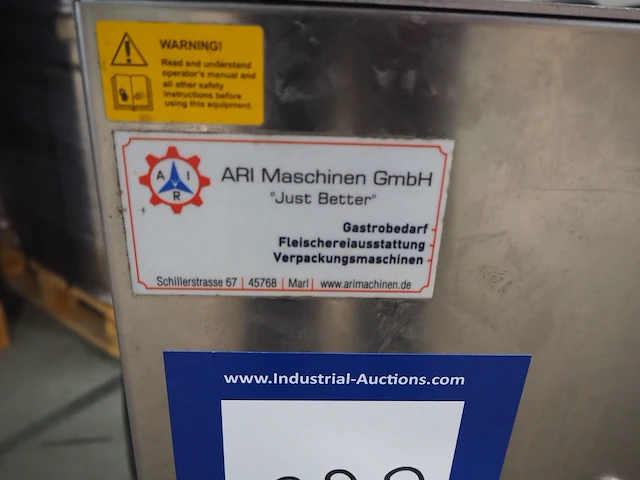 WARNING!
Read and understand
operator's manual and
all other safety
instructions before
using this equipment.
A I
R
ARI Maschinen GmbH
"Just Better"
Gastrobedarf
Fleischereiausstattung
Verpackungsmaschinen
Schillerstrasse 67 | 45768 | Marl | www.arimachinen.de
www.Industrial-Auctions.com